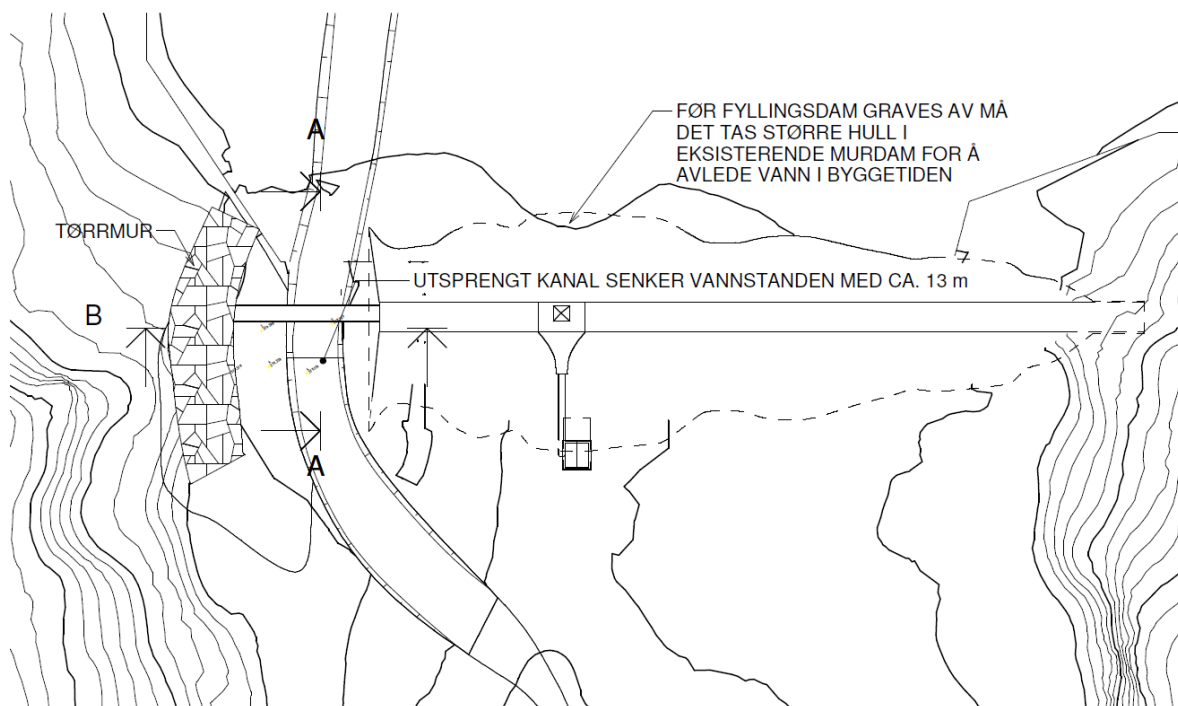 A
FØR FYLLINGSDAM GRAVES AV MÅ
DET TAS STØRRE HULL I
EKSISTERENDE MURDAM FOR Å
AVLEDE VANN I BYGGETIDEN
TØRRMUR
UTSPRENGT KANAL SENKER VANNSTANDEN MED CA. 13 m
B
A